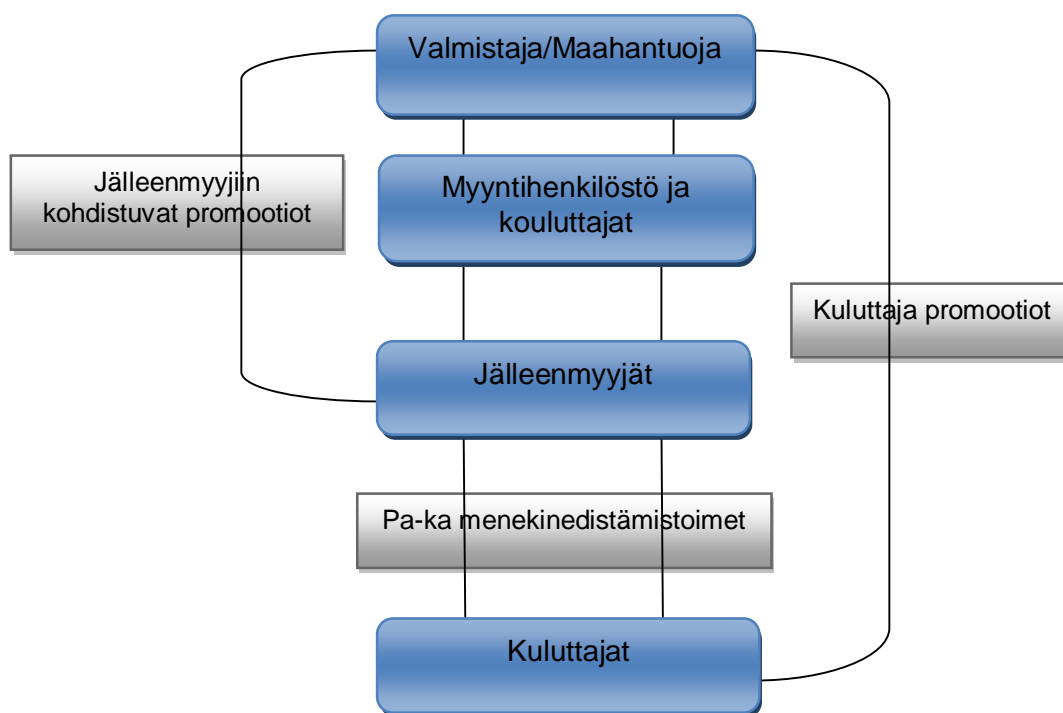 Valmistaja/Maahantuoja
Jälleenmyyjiin
kohdistuvat promootiot
Myyntihenkilöstö ja
kouluttajat
Kuluttaja promootiot
Jälleenmyyjät
Pa-ka menekinedistämistoimet
Kuluttajat